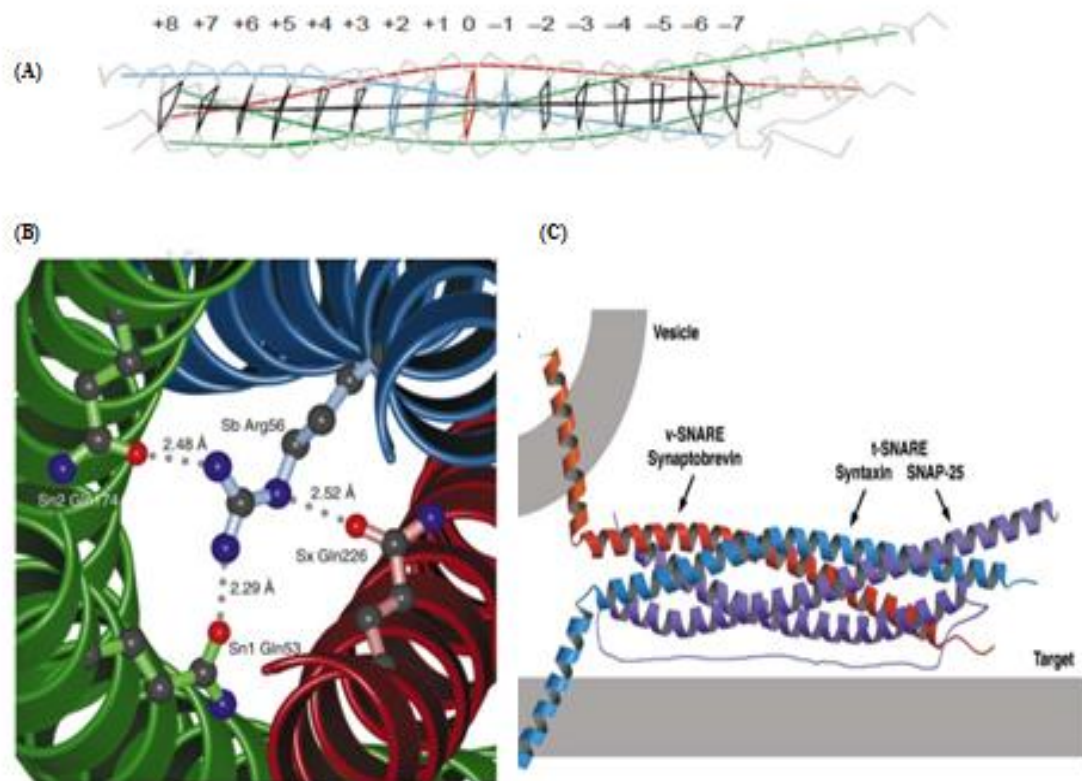 +8 +7 +6 +5 +4 +3 +2 +1 0 –1 –2 –3 –4 –5 –6 –7
(A)
(B)
(C)
Sb Arg56
2.48 Å
Sn2 Gln174
2.52 Å
Sx Gln226
2.29 Å
Sn1 Gln53
Vesicle
v-SNARE
Synaptobrevin
t-SNARE
Syntaxin SNAP-25
Target